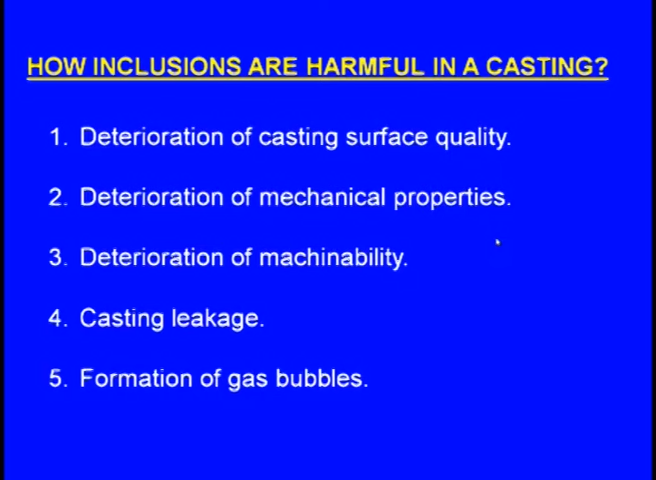 HOW INCLUSIONS ARE HARMFUL IN A CASTING?
1. Deterioration of casting surface quality.
2. Deterioration of mechanical properties.
3. Deterioration of machinability.
4. Casting leakage.
5. Formation of gas bubbles.